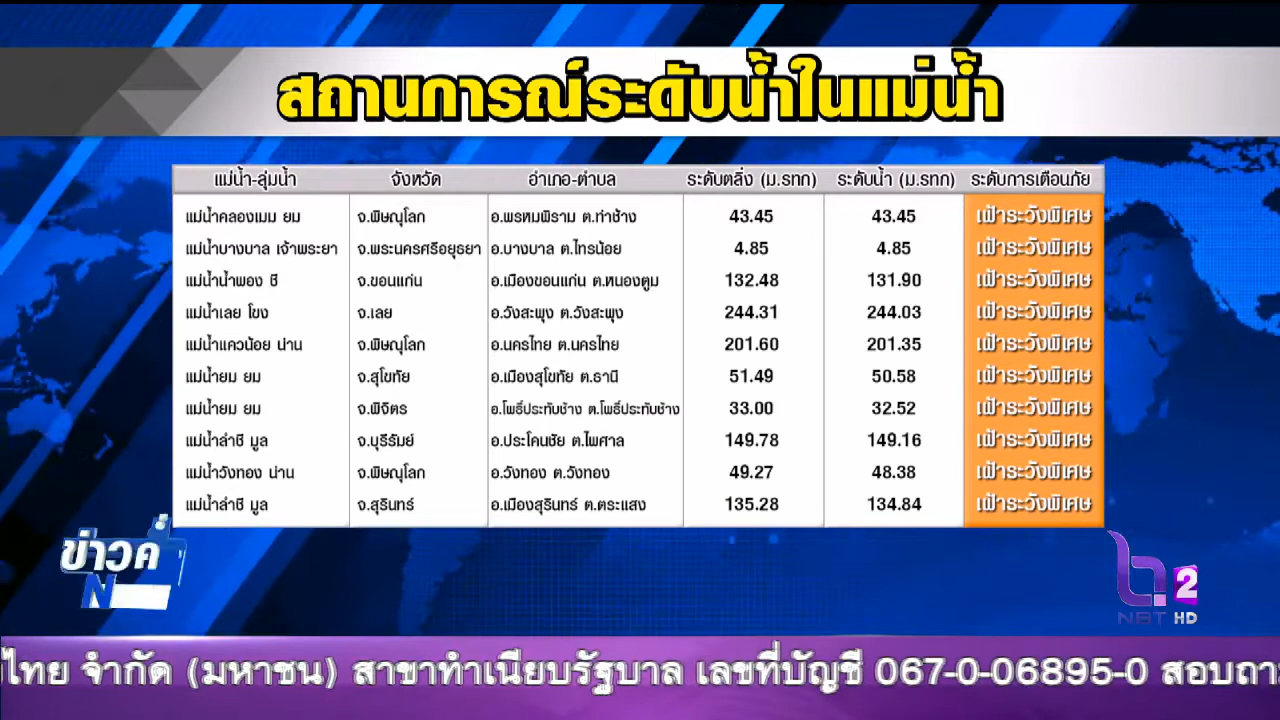 สถานการณ์ระดับน้ำในแม่น้ำ
แม่น้ำ-ลุ่มน้ำ จังหวัด อำเภอ-ตำบล ระดับตลิ่ง (ม.รทก) ระดับน้ำ (ม.รทก) ระดับการเตือนภัย
แม่น้ำคลองเมม ยม จ.พิษณุโลก อ.พรหมพิราม ต.ท่าช้าง 43.45 43.45 เฝ้าระวังพิเศษ
แม่น้ำบางบาล เจ้าพระยา จ.พระนครศรีอยุธยา อ.บางบาล ต.ไทรน้อย 4.85 4.85 เฝ้าระวังพิเศษ
แม่น้ำน้ำพอง ชี จ.ขอนแก่น อ.เมืองขอนแก่น ต.หนองตูม 132.48 131.90 เฝ้าระวังพิเศษ
แม่น้ำเลย โขง จ.เลย อ.วังสะพุง ต.วังสะพุง 244.31 244.03 เฝ้าระวังพิเศษ
แม่น้ำแควน้อย น่าน จ.พิษณุโลก อ.นครไทย ต.นครไทย 201.60 201.35 เฝ้าระวังพิเศษ
แม่น้ำยม ยม จ.สุโขทัย อ.เมืองสุโขทัย ต.ธานี 51.49 50.58 เฝ้าระวังพิเศษ
แม่น้ำยม ยม จ.พิจิตร อ.โพธิ์ประทับช้าง ต.โพธิ์ประทับช้าง 33.00 32.52 เฝ้าระวังพิเศษ
แม่น้ำลำชี มูล จ.บุรีรัมย์ อ.ประโคนชัย ต.ไพศาล 149.78 149.16 เฝ้าระวังพิเศษ
แม่น้ำวังทอง น่าน จ.พิษณุโลก อ.วังทอง ต.วังทอง 49.27 48.38 เฝ้าระวังพิเศษ
แม่น้ำลำชี มูล จ.สุรินทร์ อ.เมืองสุรินทร์ ต.ตระแสง 135.28 134.84 เฝ้าระวังพิเศษ
ข่าวค่ำ
N
2
NBT HD
ไทย จำกัด (มหาชน) สาขาทำเนียบรัฐบาล เลขที่บัญชี 067-0-06895-0